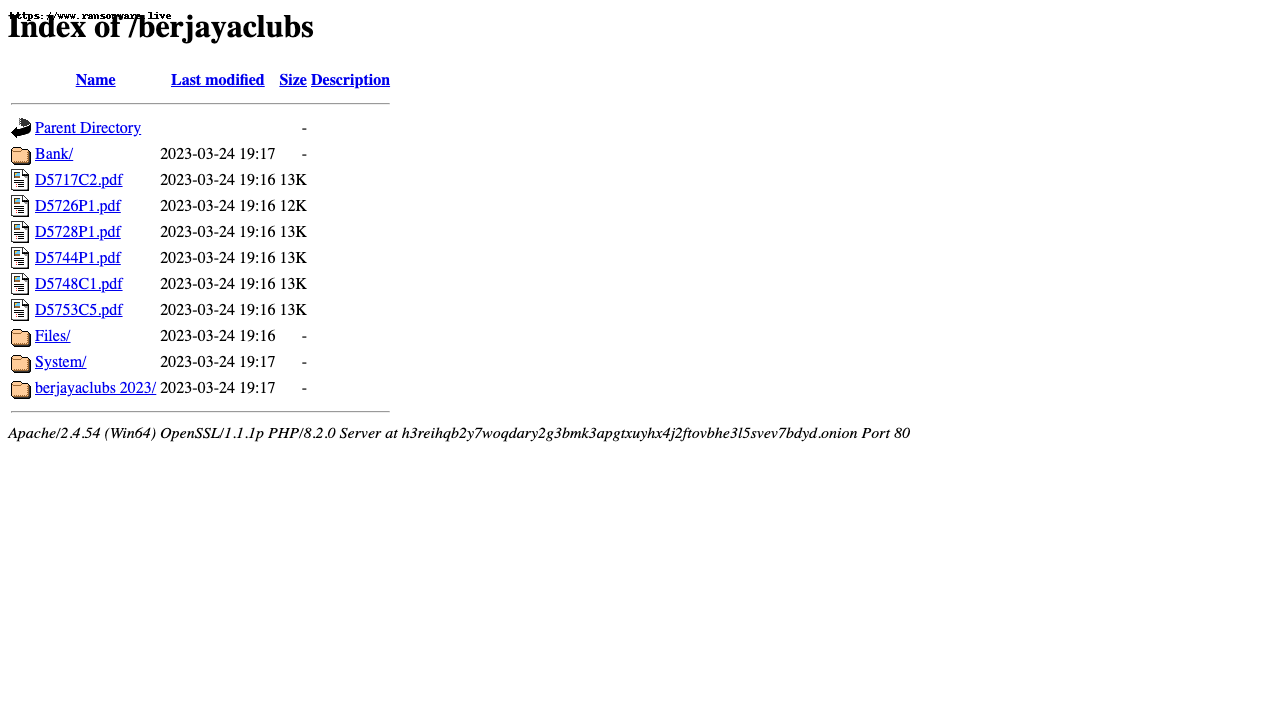 https://www.ransomware.live
Index of /berjayaclubs
Name Last modified Size Description
Parent Directory -
Bank/ 2023-03-24 19:17 -
D5717C2.pdf 2023-03-24 19:16 13K
D5726P1.pdf 2023-03-24 19:16 12K
D5728P1.pdf 2023-03-24 19:16 13K
D5744P1.pdf 2023-03-24 19:16 13K
D5748C1.pdf 2023-03-24 19:16 13K
D5753C5.pdf 2023-03-24 19:16 13K
Files/ 2023-03-24 19:16 -
System/ 2023-03-24 19:17 -
berjayaclubs 2023/ 2023-03-24 19:17 -
Apache/2.4.54 (Win64) OpenSSL/1.1.1p PHP/8.2.0 Server at h3reihqb2y7woqdary2g3bmk3apgtxuyhx4j2ftovbhe3l5svev7bdyd.onion Port 80